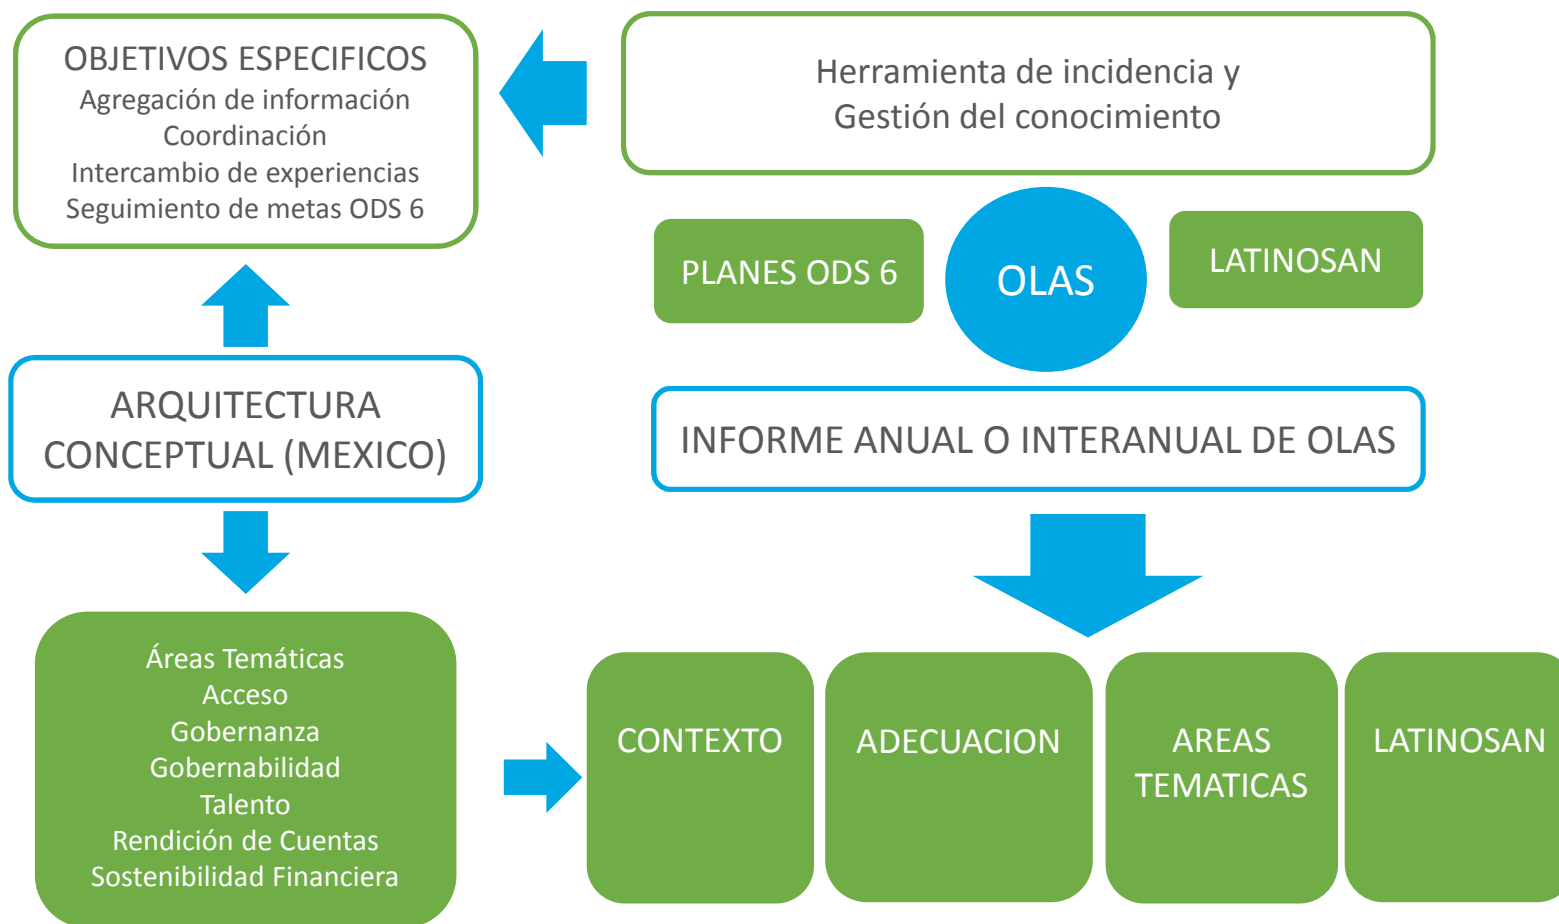 OBJETIVOS ESPECIFICOS
Agregación de información
Coordinación
Intercambio de experiencias
Seguimiento de metas ODS 6
Herramienta de incidencia y
Gestión del conocimiento
PLANES ODS 6
OLAS
LATINOSAN
ARQUITECTURA
CONCEPTUAL (MEXICO)
INFORME ANUAL O INTERANUAL DE OLAS
Áreas Temáticas
Acceso
Gobernanza
Gobernabilidad
Talento
Rendición de Cuentas
Sostenibilidad Financiera
CONTEXTO
ADECUACION
AREAS
TEMATICAS
LATINOSAN